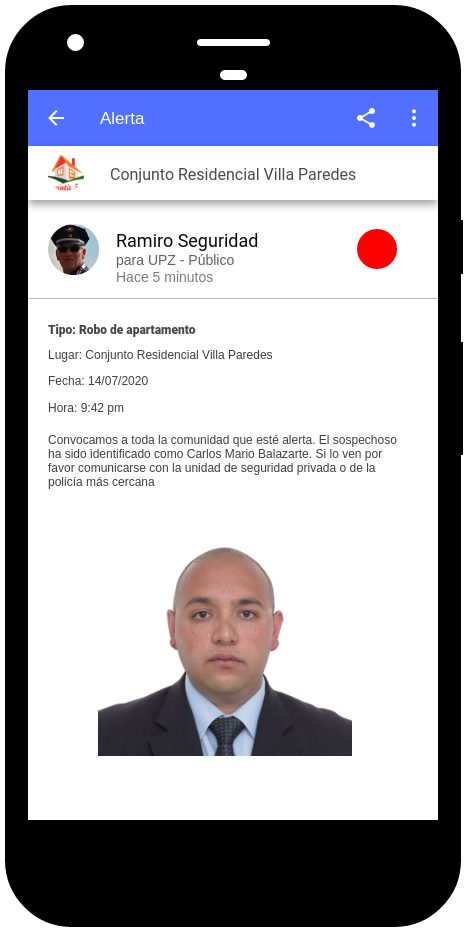 Alerta
Conjunto Residencial Villa Paredes
Ramiro Seguridad
para UPZ - Público
Hace 5 minutos
Tipo: Robo de apartamento
Lugar: Conjunto Residencial Villa Paredes
Fecha: 14/07/2020
Hora: 9:42 pm
Convocamos a toda la comunidad que esté alerta. El sospechoso
ha sido identificado como Carlos Mario Balazarte. Si lo ven por
favor comunicarse con la unidad de seguridad privada o de la
policía más cercana